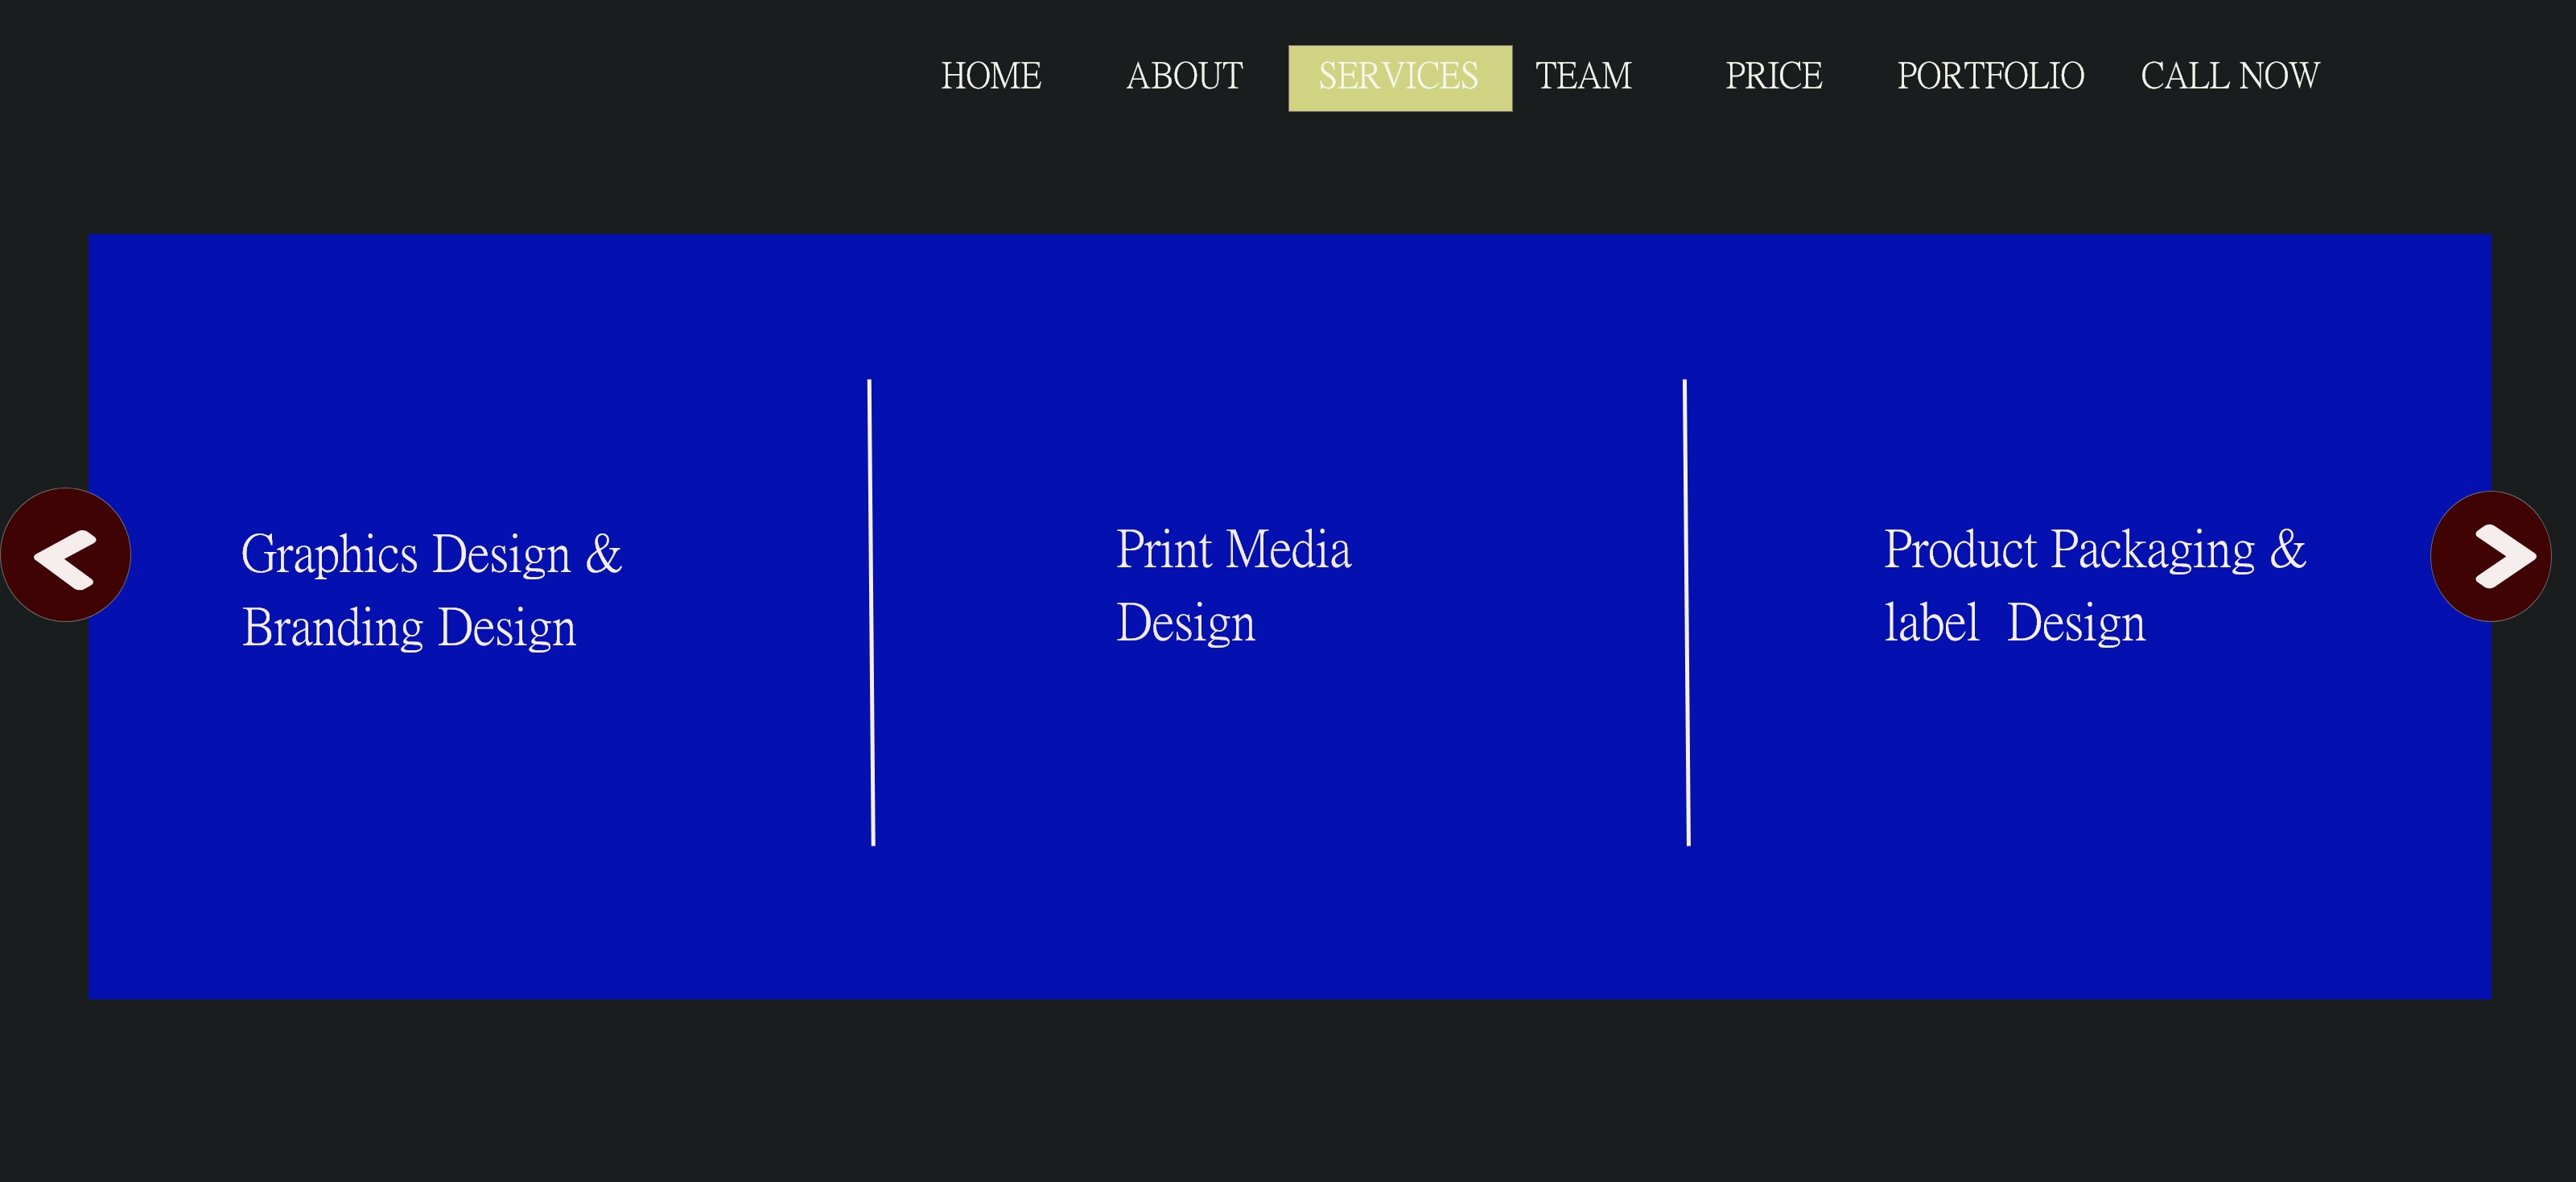 HOME ABOUT SERVICES TEAM PRICE PORTFOLIO CALL NOW
Graphics Design &
Branding Design
Print Media
Design
Product Packaging &
label  Design